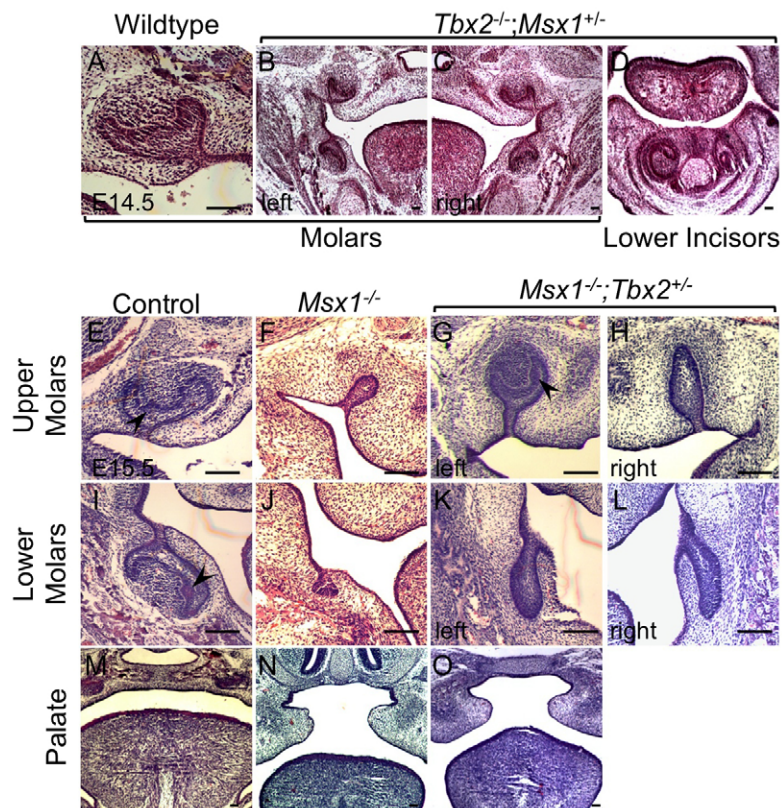 Wildtype Tbx2-/-;Msx1+/-
A B C D
E14.5 left right
Molars Lower Incisors
Control Msx1-/- Msx1-/-;Tbx2+/-
Upper Molars
E F G H
E15.5 left right
Lower Molars
I J K L
left right
Palate
M N O